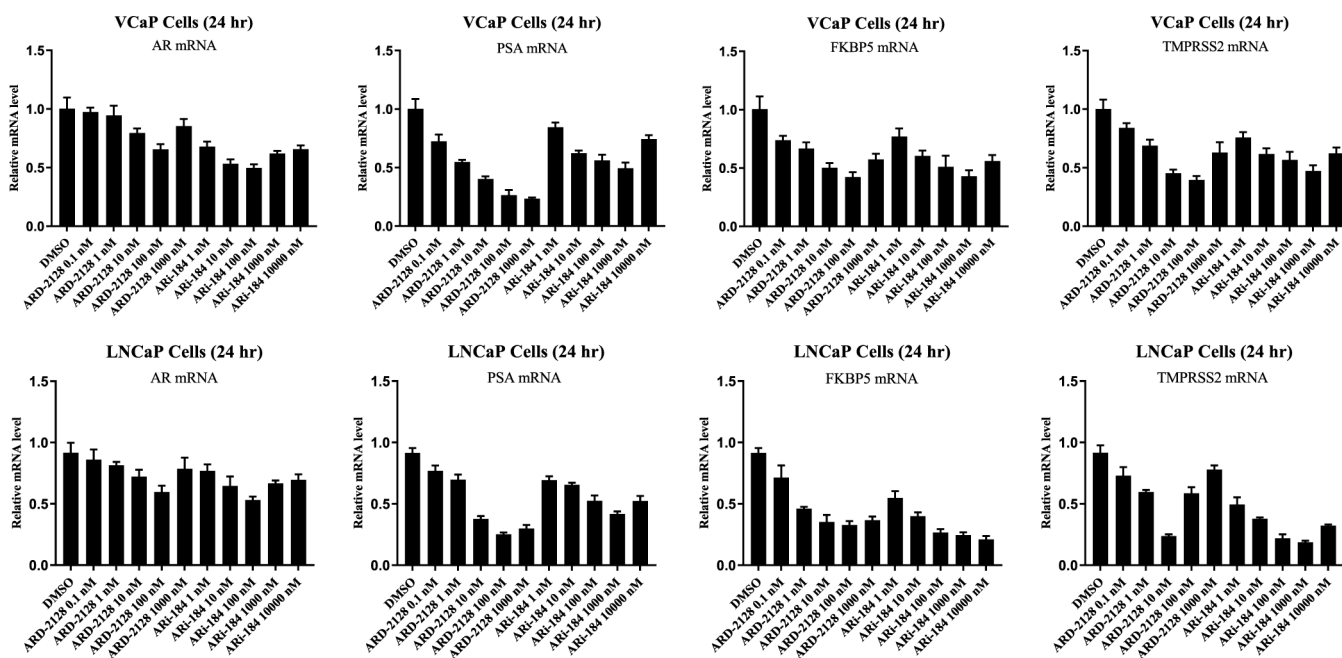 VCaP Cells (24 hr)
AR mRNA
Relative mRNA level
1.5
1.0
0.5
0.0
DMSO
ARD-2128 0.1 nM
ARD-2128 1 nM
ARD-2128 10 nM
ARD-2128 100 nM
ARD-2128 1000 nM
ARi-184 1 nM
ARi-184 10 nM
ARi-184 100 nM
ARi-184 1000 nM
ARi-184 10000 nM
VCaP Cells (24 hr)
PSA mRNA
Relative mRNA level
1.5
1.0
0.5
0.0
DMSO
ARD-2128 0.1 nM
ARD-2128 1 nM
ARD-2128 10 nM
ARD-2128 100 nM
ARD-2128 1000 nM
ARi-184 1 nM
ARi-184 10 nM
ARi-184 100 nM
ARi-184 1000 nM
ARi-184 10000 nM
VCaP Cells (24 hr)
FKBP5 mRNA
Relative mRNA level
1.5
1.0
0.5
0.0
DMSO
ARD-2128 0.1 nM
ARD-2128 1 nM
ARD-2128 10 nM
ARD-2128 100 nM
ARD-2128 1000 nM
ARi-184 1 nM
ARi-184 10 nM
ARi-184 100 nM
ARi-184 1000 nM
ARi-184 10000 nM
VCaP Cells (24 hr)
TMPRSS2 mRNA
Relative mRNA level
1.5
1.0
0.5
0.0
DMSO
ARD-2128 0.1 nM
ARD-2128 1 nM
ARD-2128 10 nM
ARD-2128 100 nM
ARD-2128 1000 nM
ARi-184 1 nM
ARi-184 10 nM
ARi-184 100 nM
ARi-184 1000 nM
ARi-184 10000 nM
LNCaP Cells (24 hr)
AR mRNA
Relative mRNA level
1.5
1.0
0.5
0.0
DMSO
ARD-2128 0.1 nM
ARD-2128 1 nM
ARD-2128 10 nM
ARD-2128 100 nM
ARD-2128 1000 nM
ARi-184 1 nM
ARi-184 10 nM
ARi-184 100 nM
ARi-184 1000 nM
ARi-184 10000 nM
LNCaP Cells (24 hr)
PSA mRNA
Relative mRNA level
1.5
1.0
0.5
0.0
DMSO
ARD-2128 0.1 nM
ARD-2128 1 nM
ARD-2128 10 nM
ARD-2128 100 nM
ARD-2128 1000 nM
ARi-184 1 nM
ARi-184 10 nM
ARi-184 100 nM
ARi-184 1000 nM
ARi-184 10000 nM
LNCaP Cells (24 hr)
FKBP5 mRNA
Relative mRNA level
1.5
1.0
0.5
0.0
DMSO
ARD-2128 0.1 nM
ARD-2128 1 nM
ARD-2128 10 nM
ARD-2128 100 nM
ARD-2128 1000 nM
ARi-184 1 nM
ARi-184 10 nM
ARi-184 100 nM
ARi-184 1000 nM
ARi-184 10000 nM
LNCaP Cells (24 hr)
TMPRSS2 mRNA
Relative mRNA level
1.5
1.0
0.5
0.0
DMSO
ARD-2128 0.1 nM
ARD-2128 1 nM
ARD-2128 10 nM
ARD-2128 100 nM
ARD-2128 1000 nM
ARi-184 1 nM
ARi-184 10 nM
ARi-184 100 nM
ARi-184 1000 nM
ARi-184 10000 nM